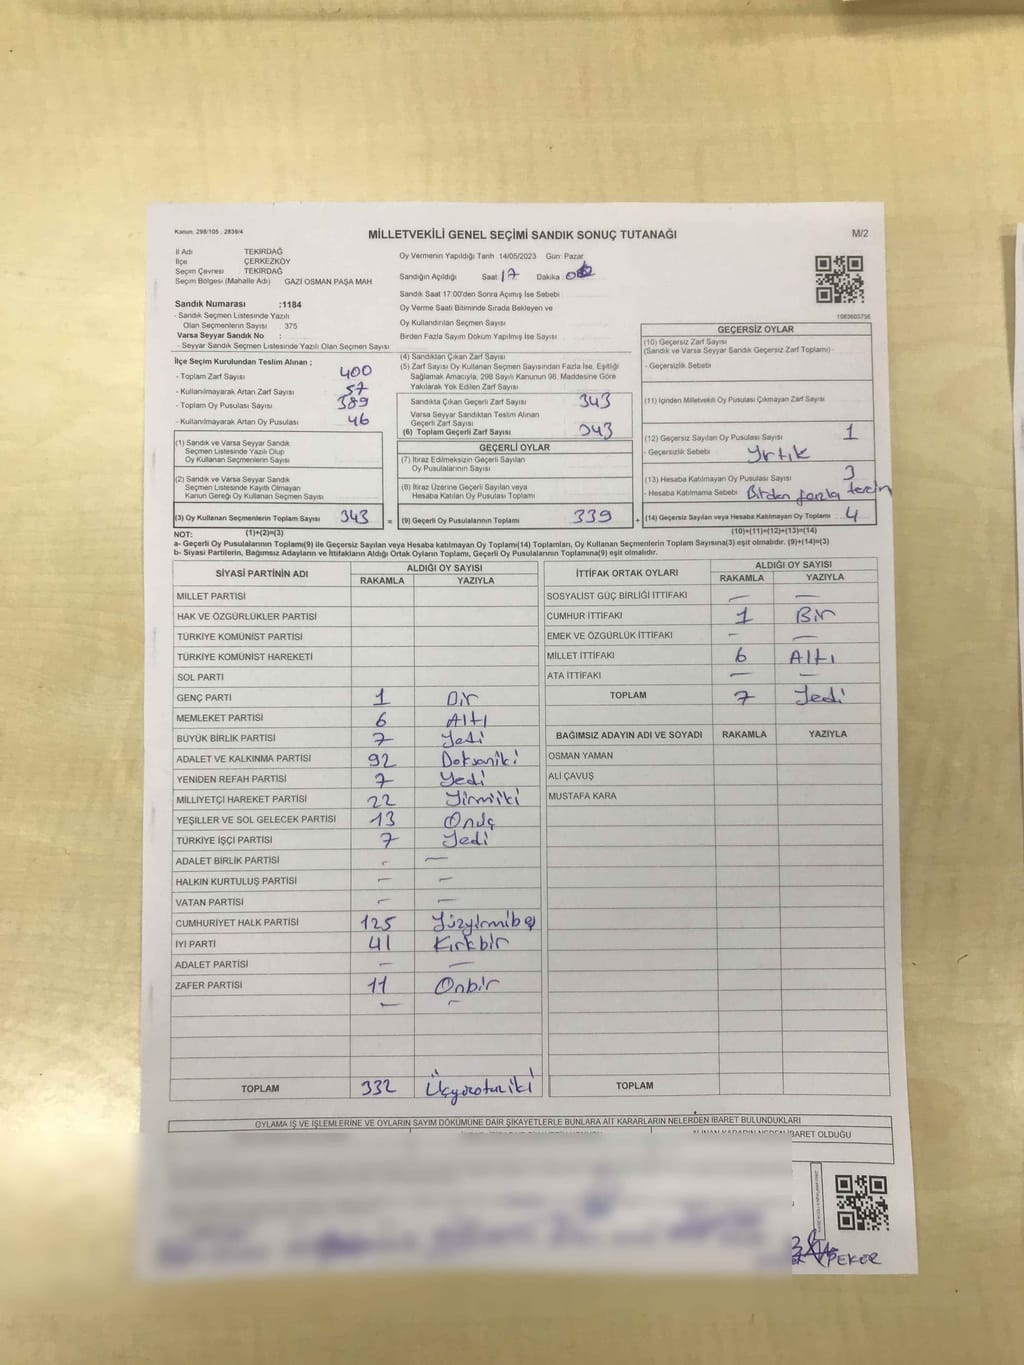 Kanun: 298/105 , 2839/4
MİLLETVEKİLİ GENEL SEÇİMİ SANDIK SONUÇ TUTANAĞI
M/2
İl Adı TEKİRDAĞ
İlçe ÇERKEZKÖY
Seçim Çevresi TEKİRDAĞ
Seçim Bölgesi (Mahalle Adı) GAZİ OSMAN PAŞA MAH
Sandık Numarası :1184
- Sandık Seçmen Listesinde Yazılı
Olan Seçmenlerin Sayısı 375
Varsa Seyyar Sandık No :
- Seyyar Sandık Seçmen Listesinde Yazılı Olan Seçmen Sayısı
Oy Vermenin Yapıldığı Tarih 14/05/2023 Gün: Pazar
Sandığın Açıldığı Saat 17 Dakika
Sandık Saat 17:00'den Sonra Açılmış İse Sebebi
Oy Verme Saati Bitiminde Sırada Bekleyen ve
Oy Kullandırılan Seçmen Sayısı
Birden Fazla Sayım Döküm Yapılmış İse Sayısı
1083603756
İlçe Seçim Kurulundan Teslim Alınan ;
- Toplam Zarf Sayısı 400
- Kullanılmayarak Artan Zarf Sayısı 57
- Toplam Oy Pusulası Sayısı 389
- Kullanılmayarak Artan Oy Pusulası 46
(1) Sandık ve Varsa Seyyar Sandık
Seçmen Listesinde Yazılı Olup
Oy Kullanan Seçmenlerin Sayısı
(2) Sandık ve Varsa Seyyar Sandık
Seçmen Listesinde Kayıtlı Olmayan
Kanun Gereği Oy Kullanan Seçmen Sayısı
(3) Oy Kullanan Seçmenlerin Toplam Sayısı 343 =
(1)+(2)=(3)
(4) Sandıktan Çıkan Zarf Sayısı
(5) Zarf Sayısı Oy Kullanan Seçmen Sayısından Fazla İse, Eşitliği
Sağlamak Amacıyla, 298 Sayılı Kanunun 98. Maddesine Göre
Yakılarak Yok Edilen Zarf Sayısı
Sandıkta Çıkan Geçerli Zarf Sayısı 343
Varsa Seyyar Sandıktan Teslim Alınan
Geçerli Zarf Sayısı
(6) Toplam Geçerli Zarf Sayısı 343
GEÇERLİ OYLAR
(7) İtiraz Edilmeksizin Geçerli Sayılan
Oy Pusulalarının Sayısı
(8) İtiraz Üzerine Geçerli Sayılan veya
Hesaba Katılan Oy Pusulası Toplamı
(9) Geçerli Oy Pusulalarının Toplamı 339 +
GEÇERSİZ OYLAR
(10) Geçersiz Zarf Sayısı
(Sandık ve Varsa Seyyar Sandık Geçersiz Zarf Toplamı)
- Geçersizlik Sebebi
(11) İçinden Milletvekili Oy Pusulası Çıkmayan Zarf Sayısı
(12) Geçersiz Sayılan Oy Pusulası Sayısı 1
- Geçersizlik Sebebi Yırtık
(13) Hesaba Katılmayan Oy Pusulası Sayısı 3
- Hesaba Katılmama Sebebi Birden fazla tercih
(14) Geçersiz Sayılan veya Hesaba Katılmayan Oy Toplamı : 4
(10)+(11)+(12)+(13)=(14)
NOT:
a- Geçerli Oy Pusulalarının Toplamı(9) ile Geçersiz Sayılan veya Hesaba Katılmayan Oy Toplamı(14) Toplamları, Oy Kullanan Seçmenlerin Toplam Sayısına(3) eşit olmalıdır. (9)+(14)=(3)
b- Siyasi Partilerin, Bağımsız Adayların ve İttifakların Aldığı Ortak Oyların Toplamı, Geçerli Oy Pusulalarının Toplamına(9) eşit olmalıdır.
SİYASİ PARTİNİN ADI ALDIĞI OY SAYISI
RAKAMLA YAZIYLA
MİLLET PARTİSİ
HAK VE ÖZGÜRLÜKLER PARTİSİ
TÜRKİYE KOMÜNİST PARTİSİ
TÜRKİYE KOMÜNİST HAREKETİ
SOL PARTİ
GENÇ PARTİ 1 Bir
MEMLEKET PARTİSİ 6 Altı
BÜYÜK BİRLİK PARTİSİ 7 Yedi
ADALET VE KALKINMA PARTİSİ 92 Doksaniki
YENİDEN REFAH PARTİSİ 7 Yedi
MİLLİYETÇİ HAREKET PARTİSİ 22 Yirmiiki
YEŞİLLER VE SOL GELECEK PARTİSİ 13 Onüç
TÜRKİYE İŞÇİ PARTİSİ 7 Yedi
ADALET BİRLİK PARTİSİ - -
HALKIN KURTULUŞ PARTİSİ - -
VATAN PARTİSİ - -
CUMHURİYET HALK PARTİSİ 125 Yüzyirmibeş
İYİ PARTİ 41 Kırkbir
ADALET PARTİSİ - -
ZAFER PARTİSİ 11 Onbir
- -
TOPLAM 332 Üçyüzotuziki
İTTİFAK ORTAK OYLARI ALDIĞI OY SAYISI
RAKAMLA YAZIYLA
SOSYALİST GÜÇ BİRLİĞİ İTTİFAKI - -
CUMHUR İTTİFAKI 1 Bir
EMEK VE ÖZGÜRLÜK İTTİFAKI - -
MİLLET İTTİFAKI 6 Altı
ATA İTTİFAKI - -
TOPLAM 7 Yedi
BAĞIMSIZ ADAYIN ADI VE SOYADI RAKAMLA YAZIYLA
OSMAN YAMAN
ALİ ÇAVUŞ
MUSTAFA KARA
TOPLAM
OYLAMA İŞ VE İŞLEMLERİNE VE OYLARIN SAYIM DÖKÜMÜNE DAİR ŞİKAYETLERLE BUNLARA AİT KARARLARIN NELERDEN İBARET BULUNDUKLARI
İBARET OLDUĞU
PEKER